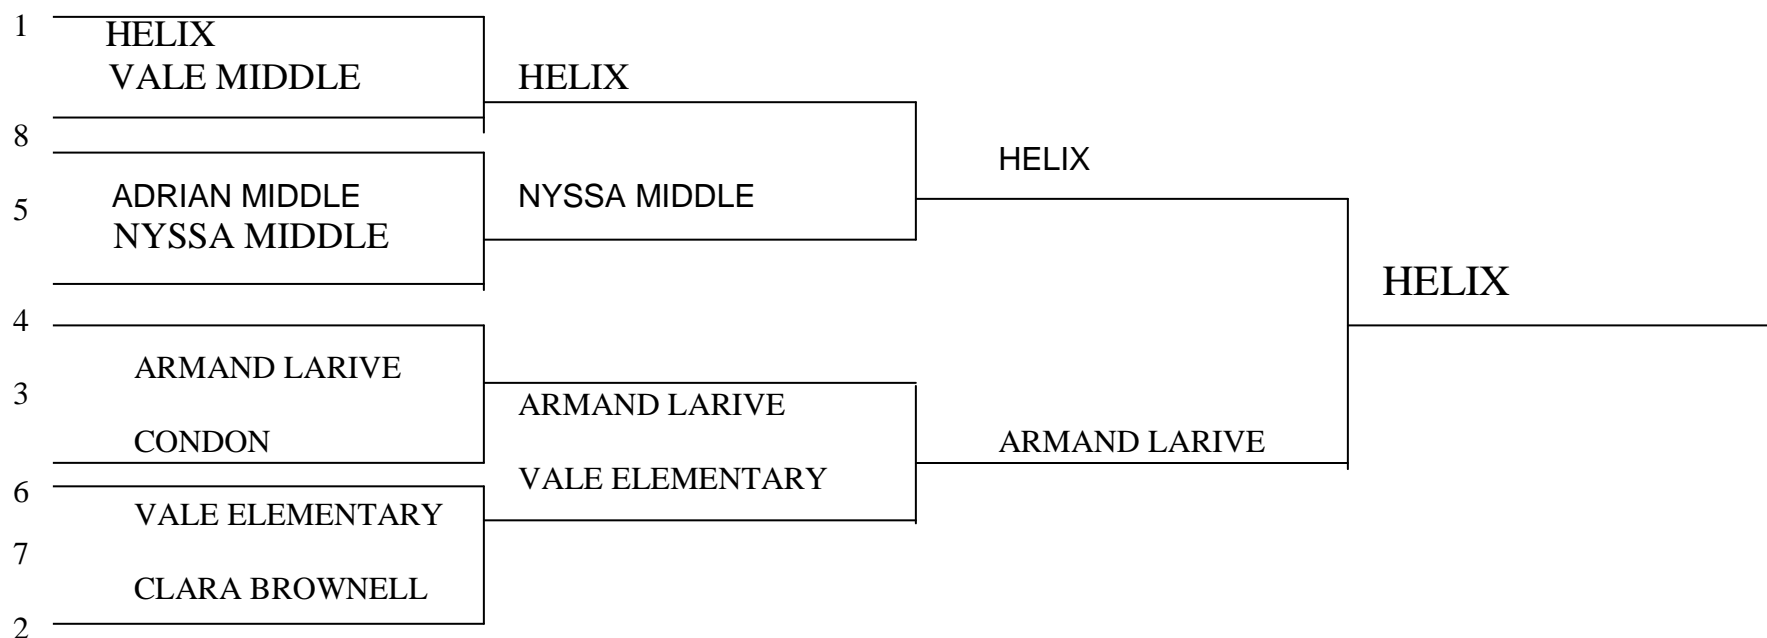 1
HELIX
VALE MIDDLE
HELIX
8
HELIX
ADRIAN MIDDLE
NYSSA MIDDLE
5
NYSSA MIDDLE
HELIX
4
ARMAND LARIVE
3
ARMAND LARIVE
CONDON
ARMAND LARIVE
VALE ELEMENTARY
6
VALE ELEMENTARY
7
CLARA BROWNELL
2